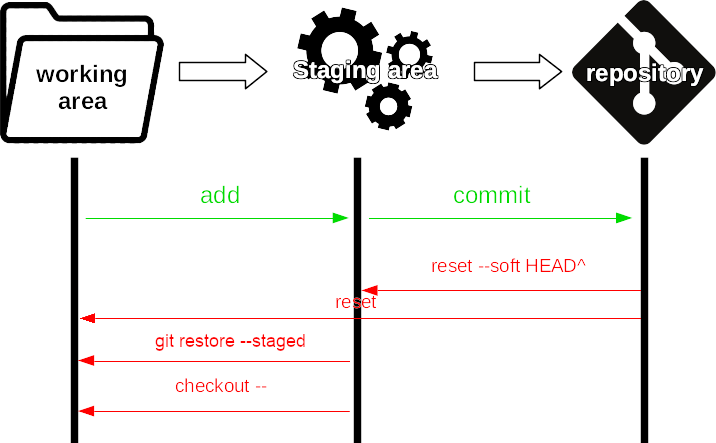 working
area
Staging area
repository
add
commit
reset --soft HEAD^
reset
git restore --staged
checkout --